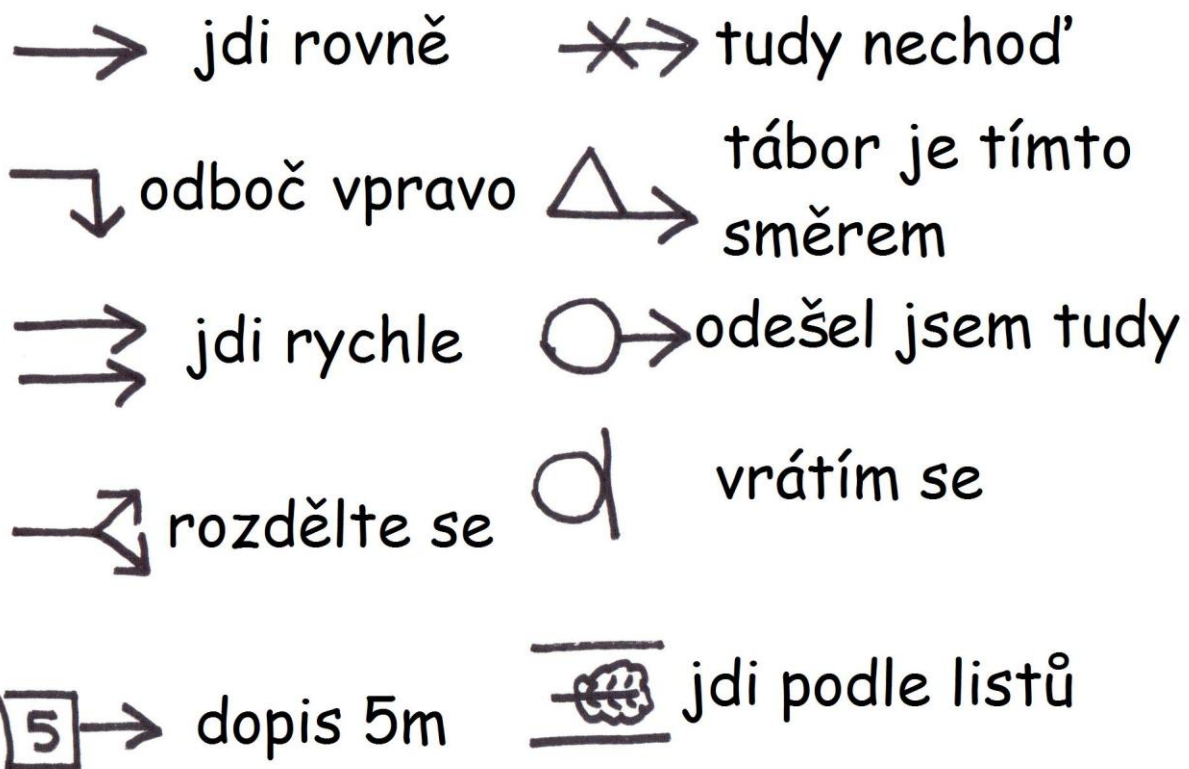 jdi rovně
tudy nechoď
odboč vpravo
tábor je tímto
směrem
jdi rychle
odešel jsem tudy
rozdělte se
vrátím se
5
dopis 5m
jdi podle listů